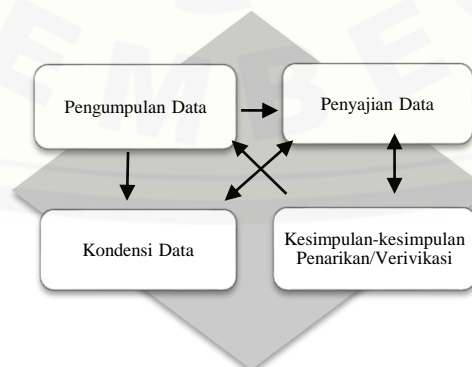 Pengumpulan Data
Penyajian Data
Kondensi Data
Kesimpulan-kesimpulan
Penarikan/Verivikasi